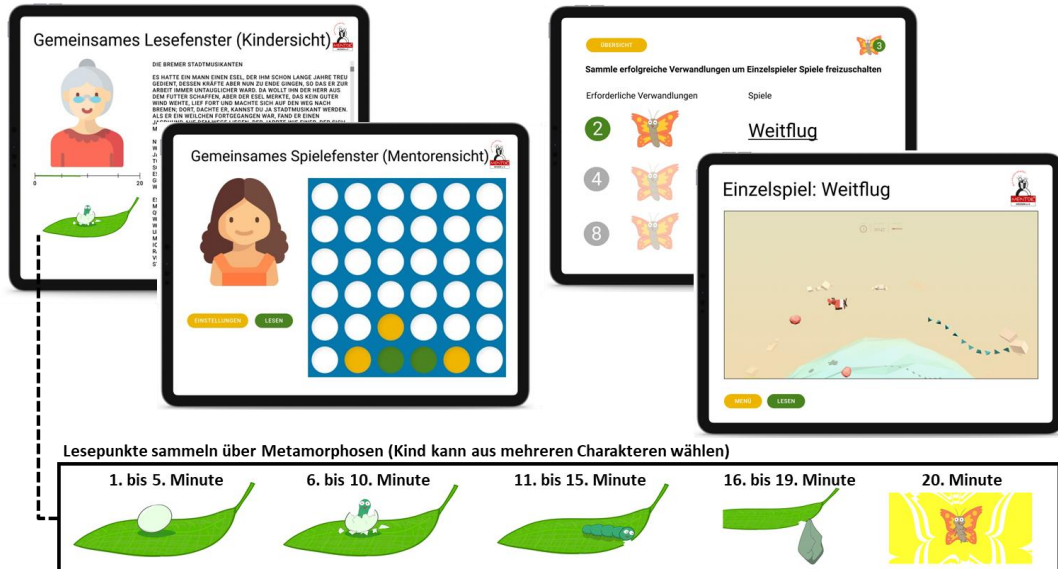 Gemeinsames Lesefenster (Kindersicht)
MENTOR
DIE BREMER STADTMUSIKANTEN
ES HATTE EIN MANN EINEN ESEL, DER IHM SCHON LANGE JAHRE TREU
GEDIENT, DESSEN KRÄFTE ABER NUN ZU ENDE GINGEN, SO DAS ER ZUR
ARBEIT IMMER UNTAUGLICHER WARD. DA WOLLT IHN DER HERR AUS
DEM FUTTER SCHAFFEN, ABER DER ESEL MERKTE, DAS KEIN GUTER
WIND WEHTE, LIEF FORT UND MACHTE SICH AUF DEN WEG NACH
BREMEN; DORT, DACHTE ER, KANNST DU JA STADTMUSIKANT WERDEN.
ALS ER EIN WEILCHEN FORTGEGANGEN WAR, FAND ER EINEN
0
20
Gemeinsames Spielefenster (Mentorensicht)
EINSTELLUNGEN
LESEN
ÜBERSICHT
3
Sammle erfolgreiche Verwandlungen um Einzelspieler Spiele freizuschalten
Erforderliche Verwandlungen
Spiele
2
Weitflug
4
8
Einzelspiel: Weitflug
MENTOR
MENÜ
LESEN
Lesepunkte sammeln über Metamorphosen (Kind kann aus mehreren Charakteren wählen)
1. bis 5. Minute
6. bis 10. Minute
11. bis 15. Minute
16. bis 19. Minute
20. Minute